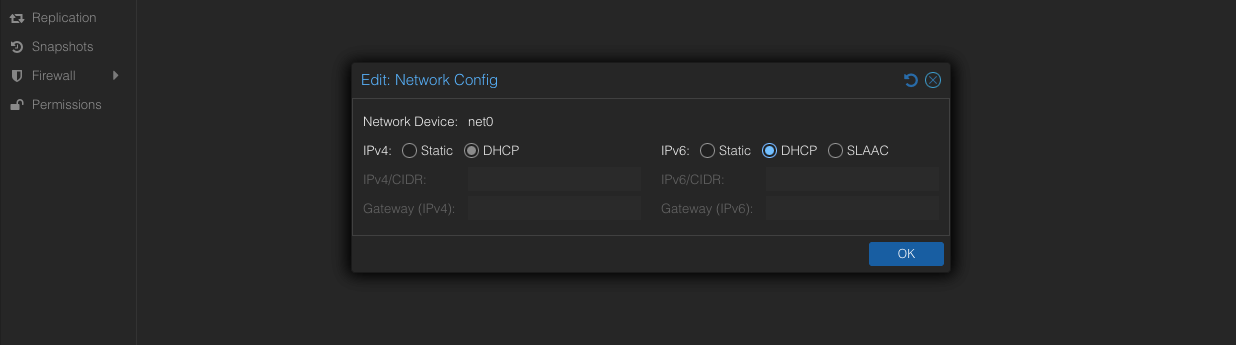 Replication
Snapshots
Firewall
Permissions
Edit: Network Config
Network Device: net0
IPv4: Static DHCP IPv6: Static DHCP SLAAC
IPv4/CIDR: IPv6/CIDR:
Gateway (IPv4): Gateway (IPv6):
OK